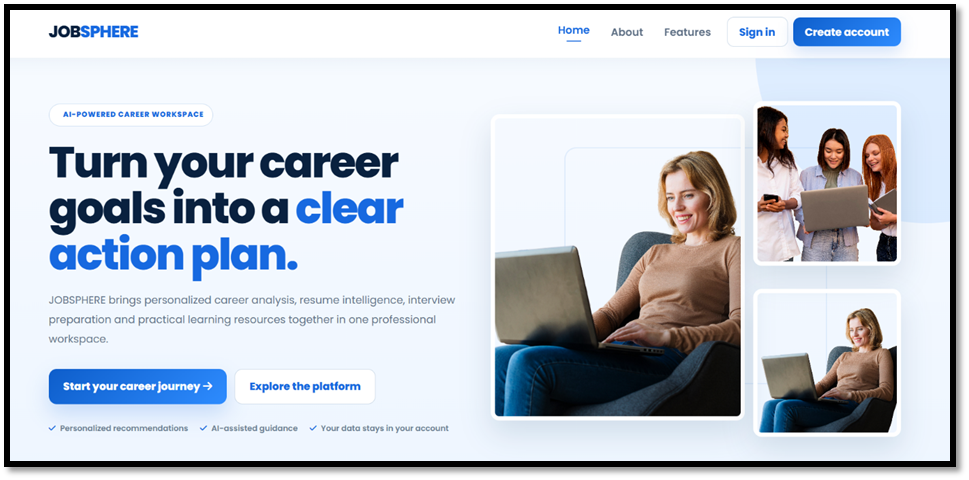 JOBSPHERE
Home
About
Features
Sign in
Create account
AI-POWERED CAREER WORKSPACE
Turn your career
goals into a clear
action plan.
JOBSPHERE brings personalized career analysis, resume intelligence, interview
preparation and practical learning resources together in one professional
workspace.
Start your career journey →
Explore the platform
Personalized recommendations
AI-assisted guidance
Your data stays in your account